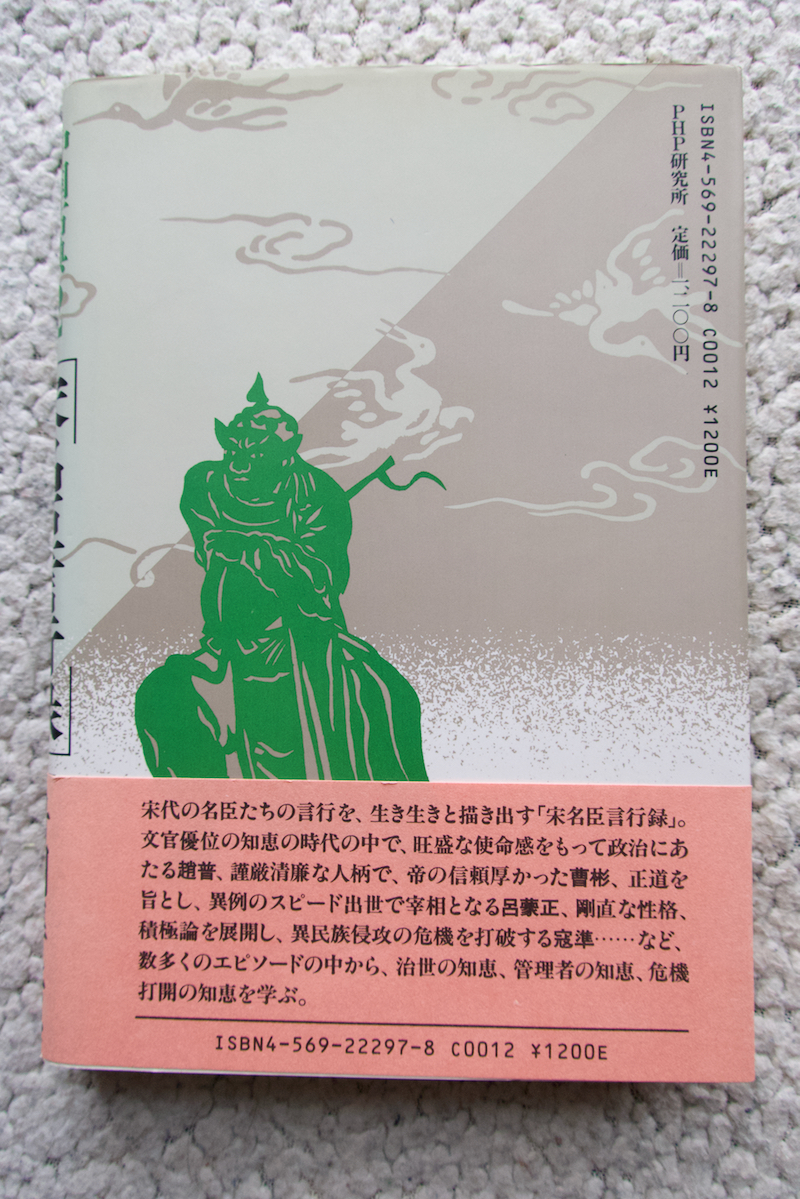 ISBN4-569-22297-8 C0012 ¥1200E
PHP研究所 定価＝1,200円
宋代の名臣たちの言行を、生き生きと描き出す「宋名臣言行録」。
文官優位の知恵の時代の中で、旺盛な使命感をもって政治にあ
たる趙普、謹厳清廉な人柄で、帝の信頼厚かった曹彬、正道を
旨とし、異例のスピード出世で宰相となる呂蒙正、剛直な性格、
積極論を展開し、異民族侵攻の危機を打破する寇準……など、
数多くのエピソードの中から、治世の知恵、管理者の知恵、危機
打開の知恵を学ぶ。
ISBN4-569-22297-8 C0012 ¥1200E